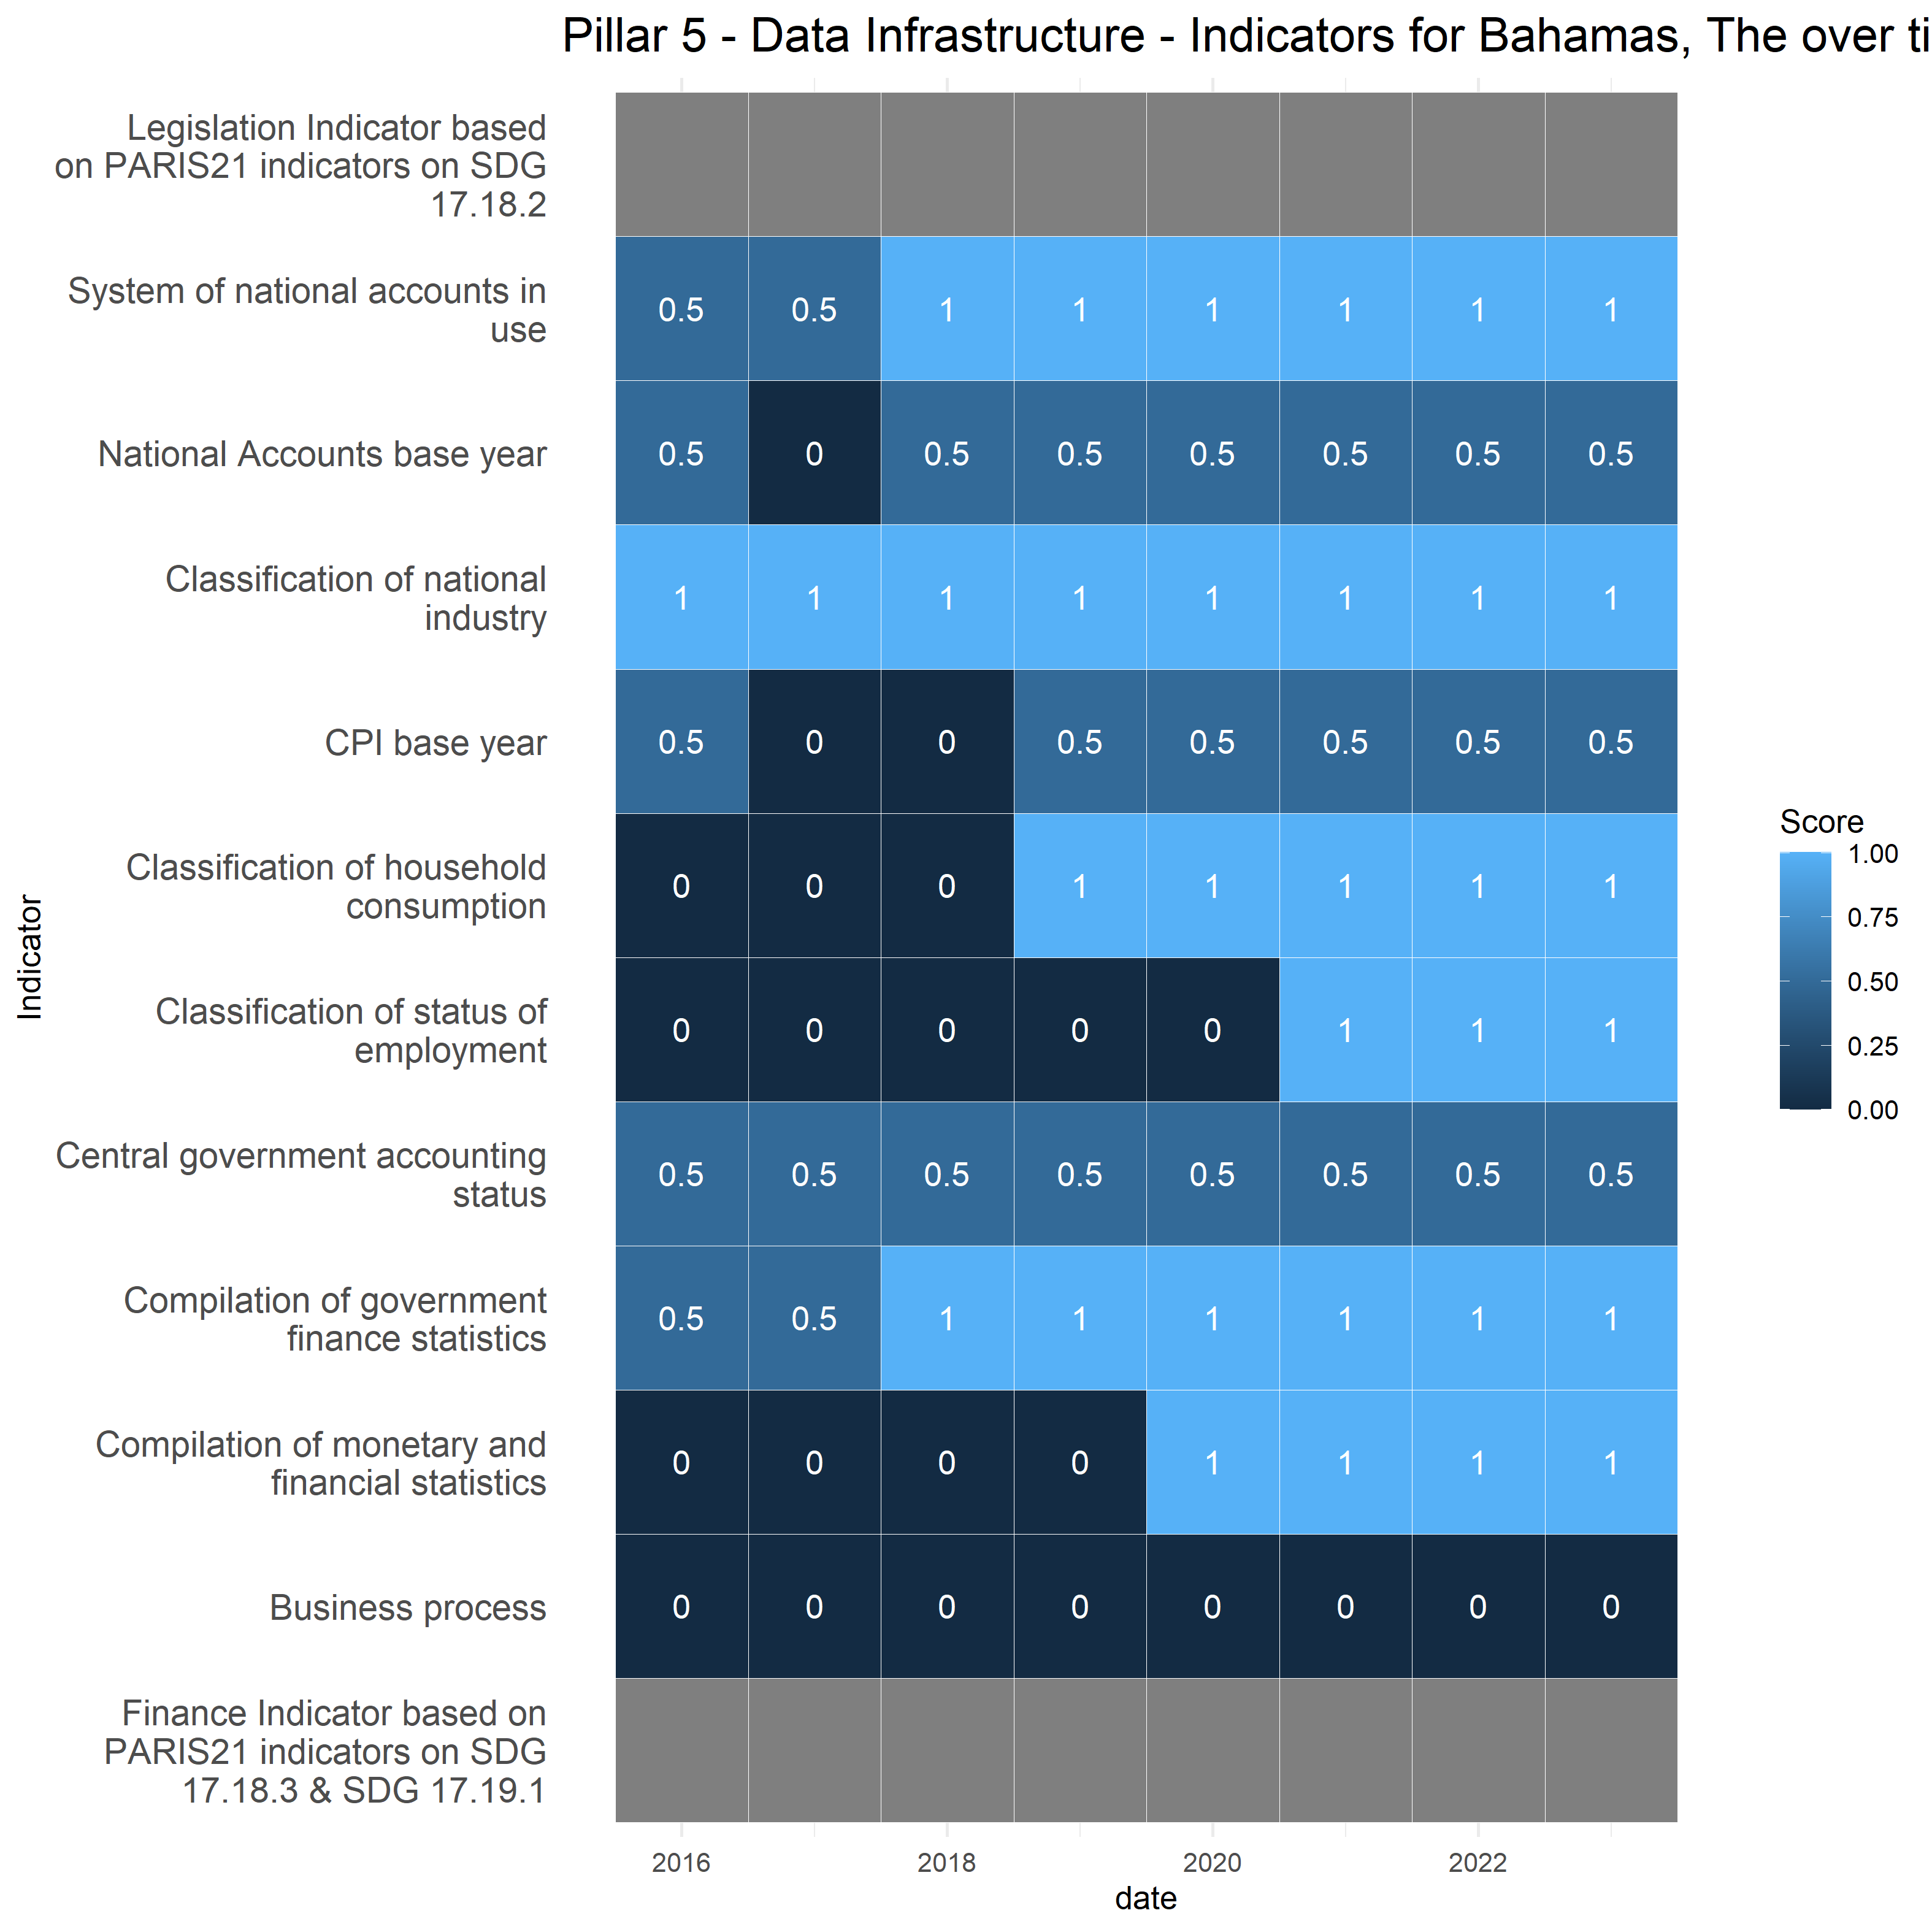 Pillar 5 - Data Infrastructure - Indicators for Bahamas, The over ti
Legislation Indicator based
on PARIS21 indicators on SDG
17.18.2
System of national accounts in
use
0.5 0.5 1 1 1 1 1 1
National Accounts base year
0.5 0 0.5 0.5 0.5 0.5 0.5 0.5
Classification of national
industry
1 1 1 1 1 1 1 1
CPI base year
0.5 0 0 0.5 0.5 0.5 0.5 0.5
Classification of household
consumption
0 0 0 1 1 1 1 1
Classification of status of
employment
0 0 0 0 0 1 1 1
Central government accounting
status
0.5 0.5 0.5 0.5 0.5 0.5 0.5 0.5
Compilation of government
finance statistics
0.5 0.5 1 1 1 1 1 1
Compilation of monetary and
financial statistics
0 0 0 0 1 1 1 1
Business process
0 0 0 0 0 0 0 0
Finance Indicator based on
PARIS21 indicators on SDG
17.18.3 & SDG 17.19.1
Indicator
2016 2018 2020 2022
date
Score
1.00
0.75
0.50
0.25
0.00